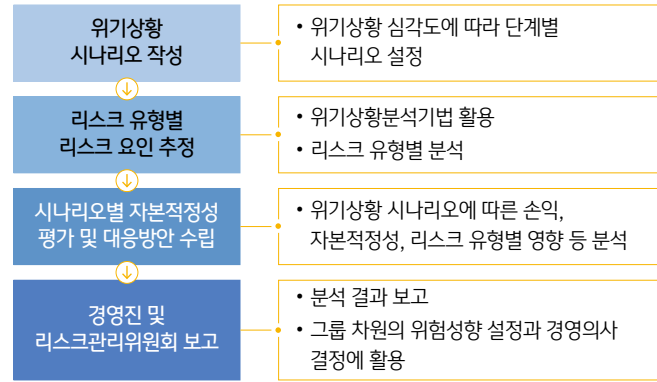 위기상황
시나리오 작성
• 위기상황 심각도에 따라 단계별
시나리오 설정
리스크 유형별
리스크 요인 추정
• 위기상황분석기법 활용
• 리스크 유형별 분석
시나리오별 자본적정성
평가 및 대응방안 수립
• 위기상황 시나리오에 따른 손익,
자본적정성, 리스크 유형별 영향 등 분석
경영진 및
리스크관리위원회 보고
• 분석 결과 보고
• 그룹 차원의 위험성향 설정과 경영의사
결정에 활용